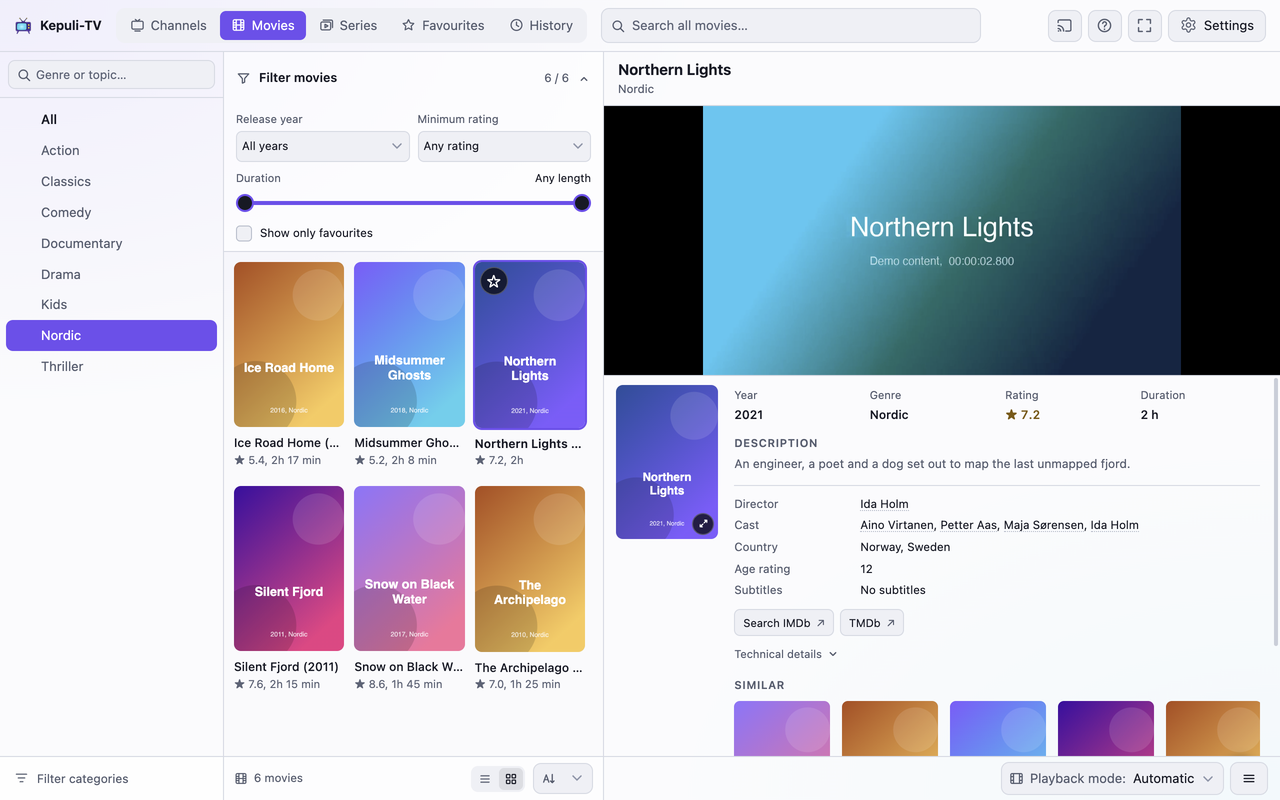 Kepuli-TV
Channels
Movies
Series
Favourites
History
Search all movies...
Settings
Genre or topic...
All
Action
Classics
Comedy
Documentary
Drama
Kids
Nordic
Thriller
Filter categories
Filter movies
6 / 6
Release year
Minimum rating
All years
Any rating
Duration
Any length
Show only favourites
Ice Road Home
2016, Nordic
Ice Road Home (...
★ 5.4, 2h 17 min
Midsummer
Ghosts
2018, Nordic
Midsummer Gho...
★ 5.2, 2h 8 min
Northern
Lights
2021, Nordic
Northern Lights ...
★ 7.2, 2h
Silent Fjord
2011, Nordic
Silent Fjord (2011)
★ 7.6, 2h 15 min
Snow on Black
Water
2017, Nordic
Snow on Black W...
★ 8.6, 1h 45 min
The
Archipelago
2010, Nordic
The Archipelago ...
★ 7.0, 1h 25 min
6 movies
Northern Lights
Nordic
Northern Lights
Demo content, 00:00:02.800
Northern
Lights
2021, Nordic
Year
2021
Genre
Nordic
Rating
★ 7.2
Duration
2 h
DESCRIPTION
An engineer, a poet and a dog set out to map the last unmapped fjord.
Director Ida Holm
Cast Aino Virtanen, Petter Aas, Maja Sørensen, Ida Holm
Country Norway, Sweden
Age rating 12
Subtitles No subtitles
Search IMDb ↗
TMDb ↗
Technical details
SIMILAR
Playback mode: Automatic